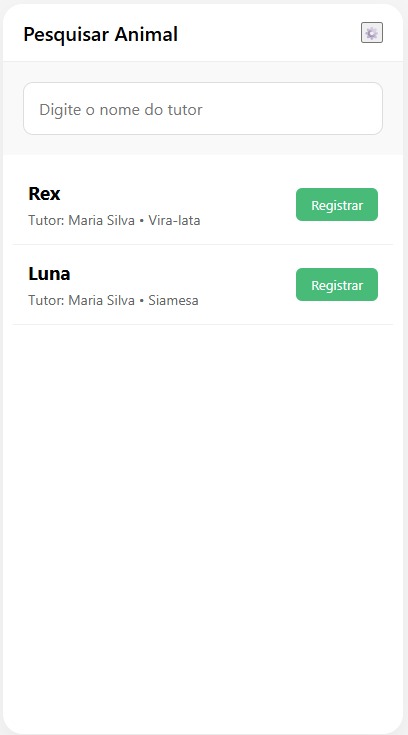 Pesquisar Animal
Digite o nome do tutor
Rex
Registrar
Tutor: Maria Silva • Vira-lata
Luna
Registrar
Tutor: Maria Silva • Siamesa